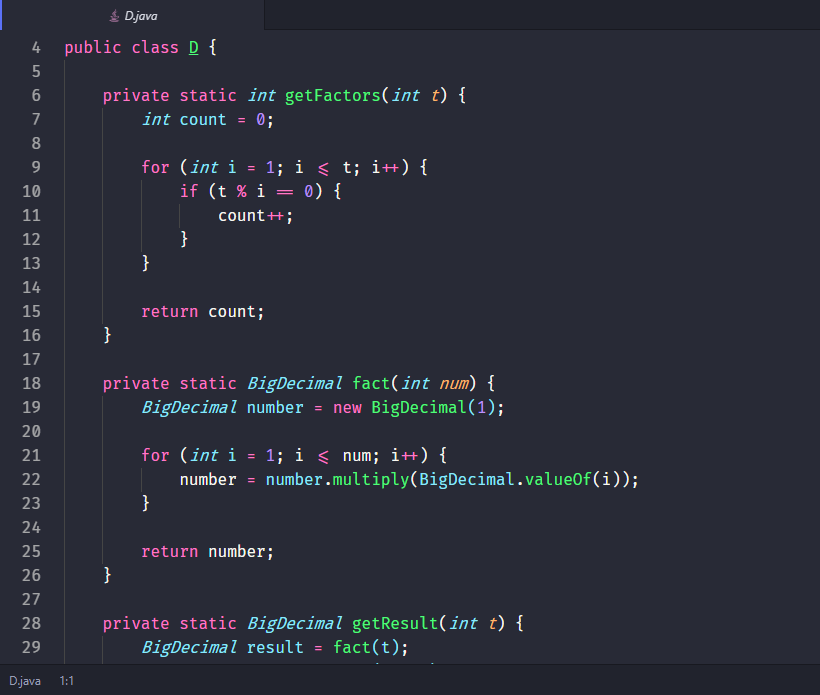 D.java
4 public class D {
5
6 private static int getFactors(int t) {
7 int count = 0;
8
9 for (int i = 1; i <= t; i++) {
10 if (t % i == 0) {
11 count++;
12 }
13 }
14
15 return count;
16 }
17
18 private static BigDecimal fact(int num) {
19 BigDecimal number = new BigDecimal(1);
20
21 for (int i = 1; i <= num; i++) {
22 number = number.multiply(BigDecimal.valueOf(i));
23 }
24
25 return number;
26 }
27
28 private static BigDecimal getResult(int t) {
29 BigDecimal result = fact(t);
D.java 1:1